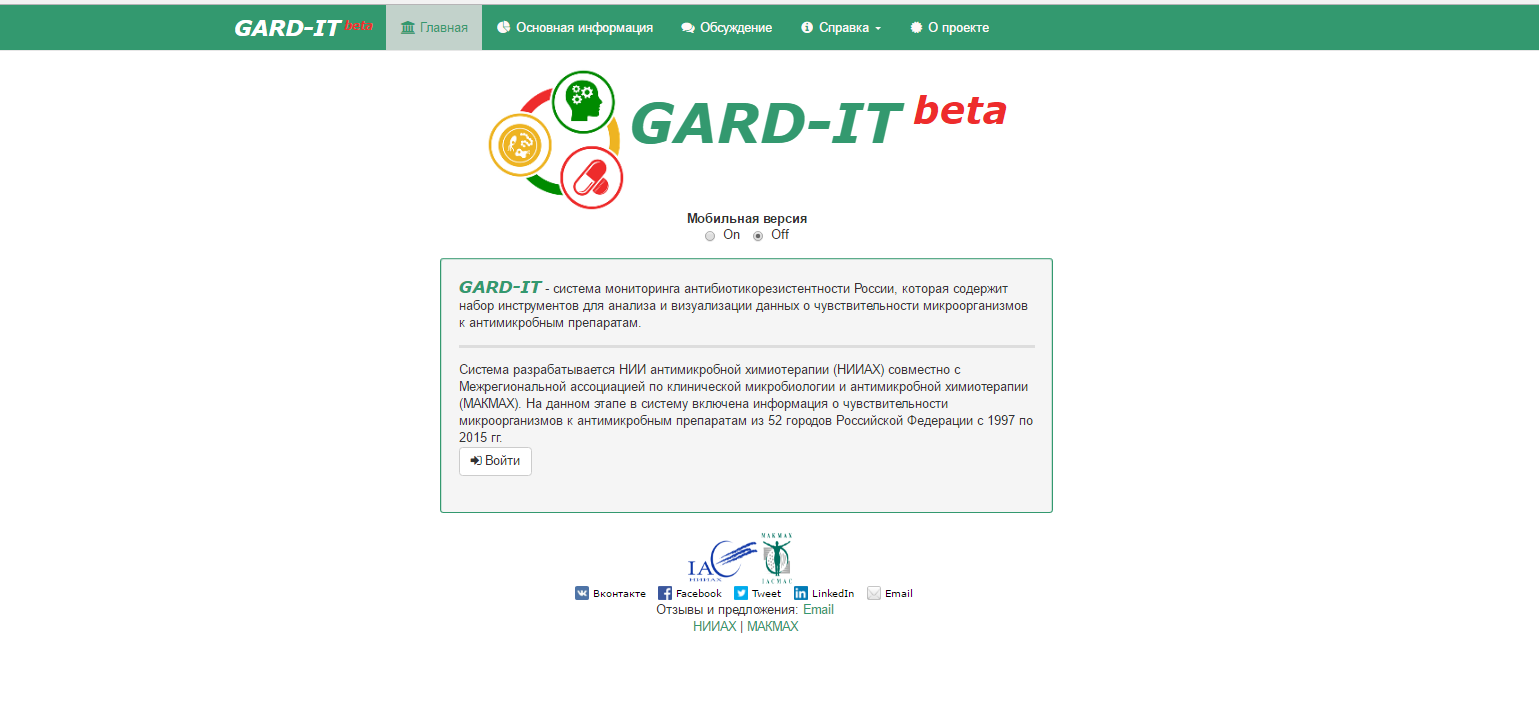 GARD-IT beta Главная Основная информация Обсуждение Справка О проекте
GARD-IT beta
Мобильная версия
On Off
GARD-IT - система мониторинга антибиотикорезистентности России, которая содержит
набор инструментов для анализа и визуализации данных о чувствительности микроорганизмов
к антимикробным препаратам.
Система разрабатывается НИИ антимикробной химиотерапии (НИИАХ) совместно с
Межрегиональной ассоциацией по клинической микробиологии и антимикробной химиотерапии
(МАКМАХ). На данном этапе в систему включена информация о чувствительности
микроорганизмов к антимикробным препаратам из 52 городов Российской Федерации с 1997 по
2015 гг.
Войти
МАКМАХ
IAC
НИИАХ
IACMAC
Вконтакте Facebook Tweet LinkedIn Email
Отзывы и предложения: Email
НИИАХ | МАКМАХ